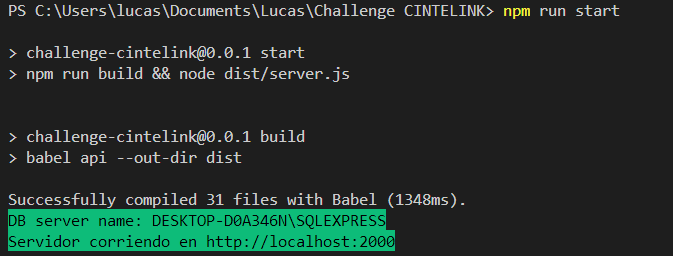 PS C:\Users\lucas\Documents\Lucas\Challenge CINTELINK> npm run start
> challenge-cintelink@0.0.1 start
> npm run build && node dist/server.js
> challenge-cintelink@0.0.1 build
> babel api --out-dir dist
Successfully compiled 31 files with Babel (1348ms).
DB server name: DESKTOP-D0A346N\SQLEXPRESS
Servidor corriendo en http://localhost:2000